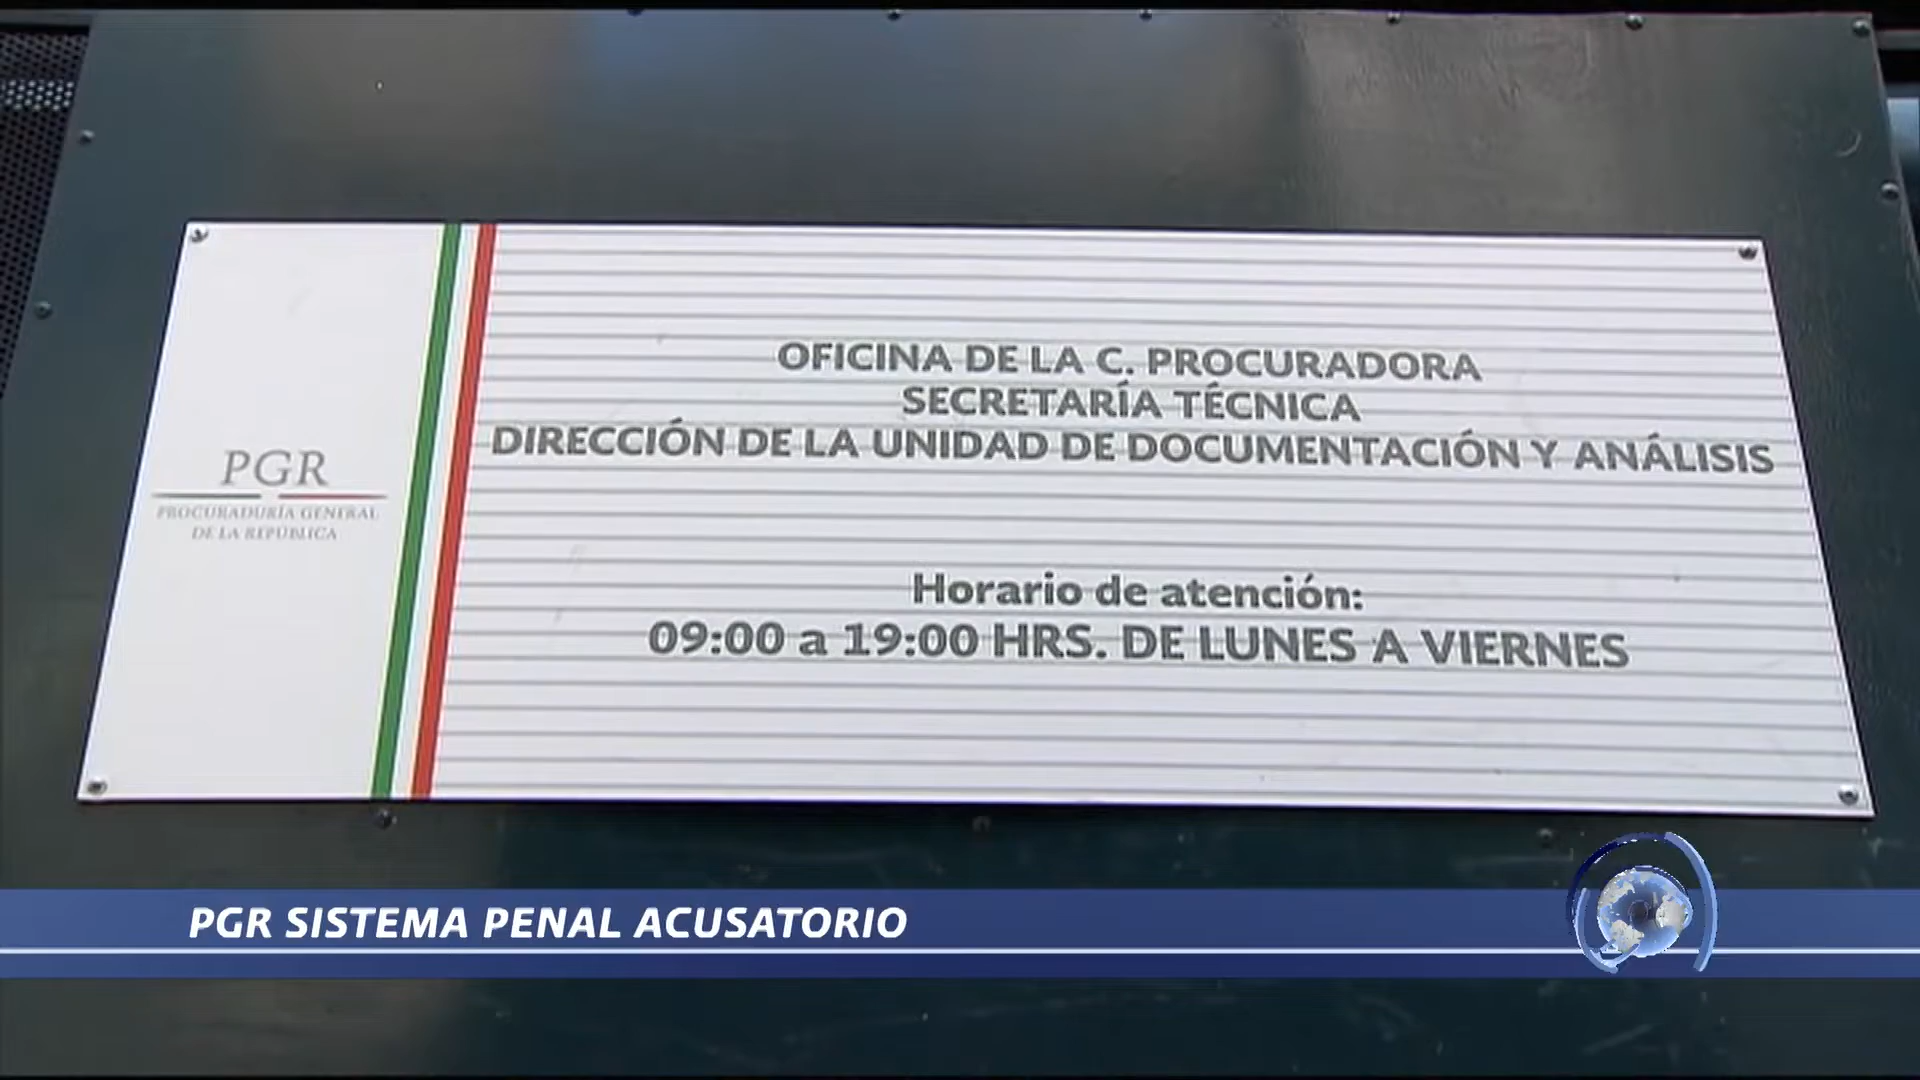 OFICINA DE LA C. PROCURADORA
SECRETARÍA TÉCNICA
DIRECCIÓN DE LA UNIDAD DE DOCUMENTACIÓN Y ANÁLISIS
PGR
PROCURADURÍA GENERAL
DE LA REPÚBLICA
Horario de atención:
09:00 a 19:00 HRS. DE LUNES A VIERNES
PGR SISTEMA PENAL ACUSATORIO